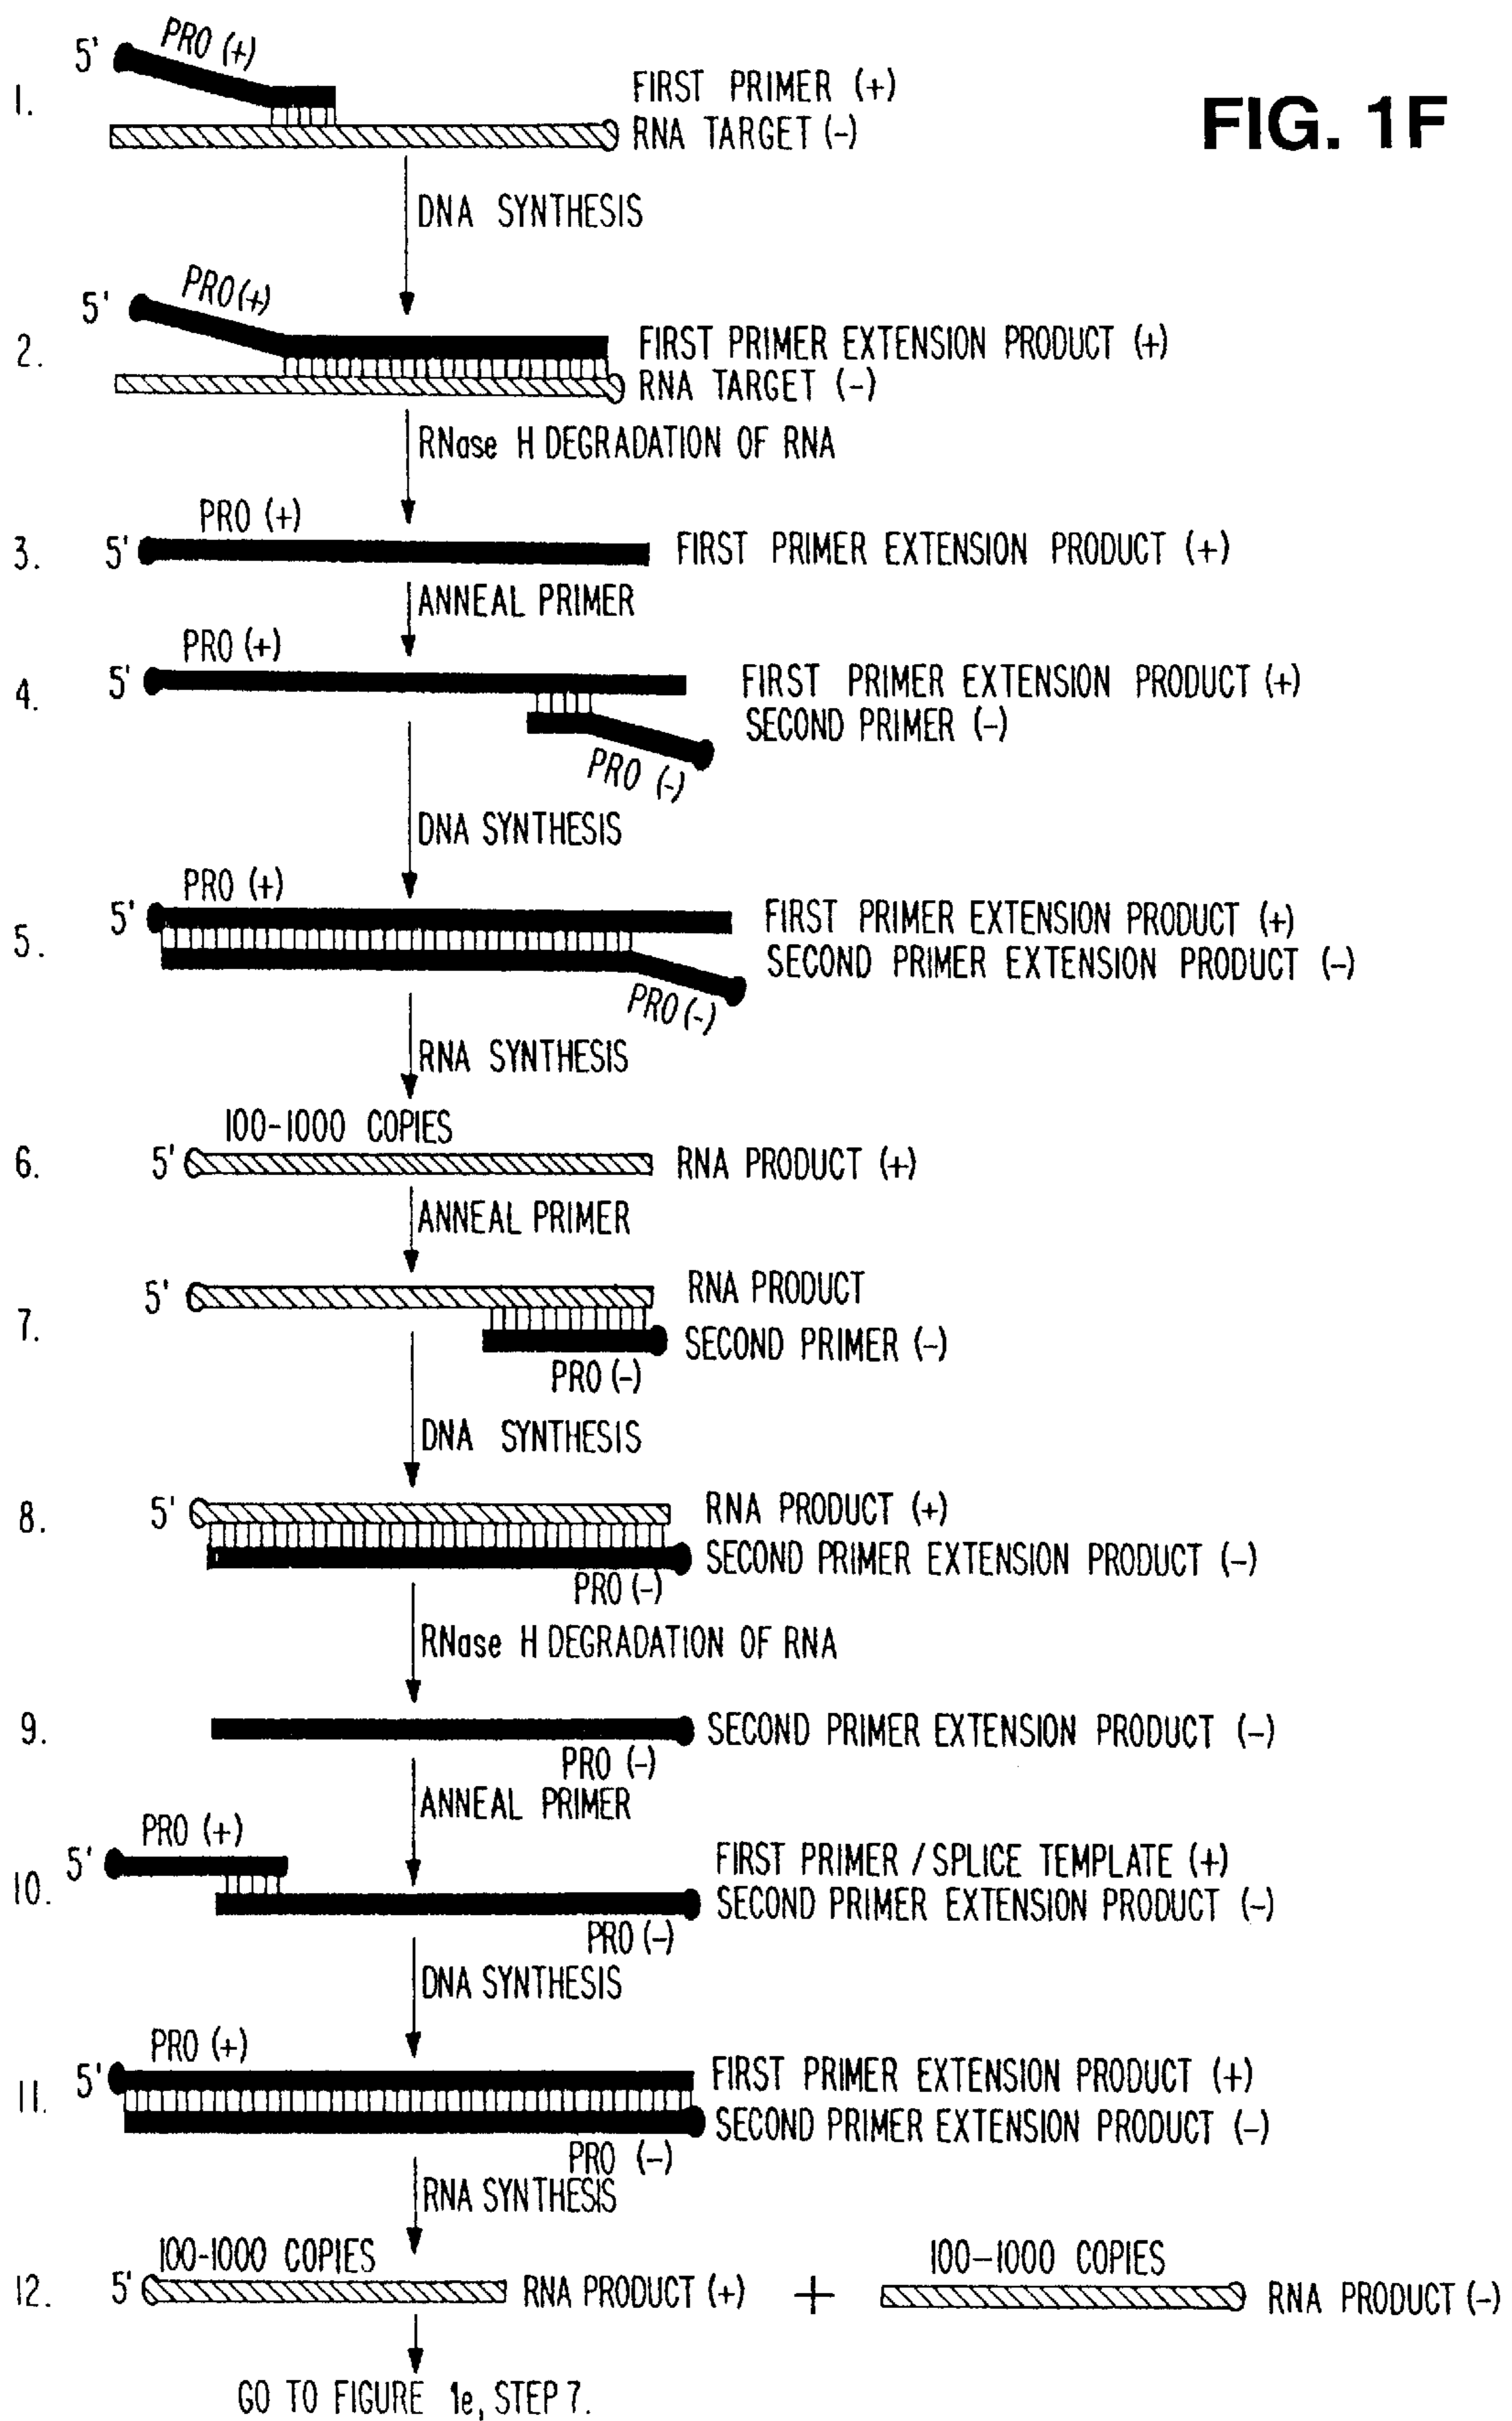 FIG. 1F
5' PRO (+)
1.
FIRST PRIMER (+)
RNA TARGET (-)
DNA SYNTHESIS
5' PRO(+)
2.
FIRST PRIMER EXTENSION PRODUCT (+)
RNA TARGET (-)
RNase H DEGRADATION OF RNA
PRO (+)
3. 5' FIRST PRIMER EXTENSION PRODUCT (+)
ANNEAL PRIMER
PRO (+)
4. 5' FIRST PRIMER EXTENSION PRODUCT (+)
SECOND PRIMER (-)
PRO (-)
DNA SYNTHESIS
PRO (+)
5. 5' FIRST PRIMER EXTENSION PRODUCT (+)
SECOND PRIMER EXTENSION PRODUCT (-)
PRO (-)
RNA SYNTHESIS
100-1000 COPIES
6. 5' RNA PRODUCT (+)
ANNEAL PRIMER
7. 5' RNA PRODUCT
SECOND PRIMER (-)
PRO (-)
DNA SYNTHESIS
8. 5' RNA PRODUCT (+)
SECOND PRIMER EXTENSION PRODUCT (-)
PRO (-)
RNase H DEGRADATION OF RNA
9. SECOND PRIMER EXTENSION PRODUCT (-)
PRO (-)
ANNEAL PRIMER
PRO (+)
10. 5' FIRST PRIMER / SPLICE TEMPLATE (+)
SECOND PRIMER EXTENSION PRODUCT (-)
PRO (-)
DNA SYNTHESIS
PRO (+)
11. 5' FIRST PRIMER EXTENSION PRODUCT (+)
SECOND PRIMER EXTENSION PRODUCT (-)
PRO (-)
RNA SYNTHESIS
100-1000 COPIES 100-1000 COPIES
12. 5' RNA PRODUCT (+) + RNA PRODUCT (-)
GO TO FIGURE 1e, STEP 7.